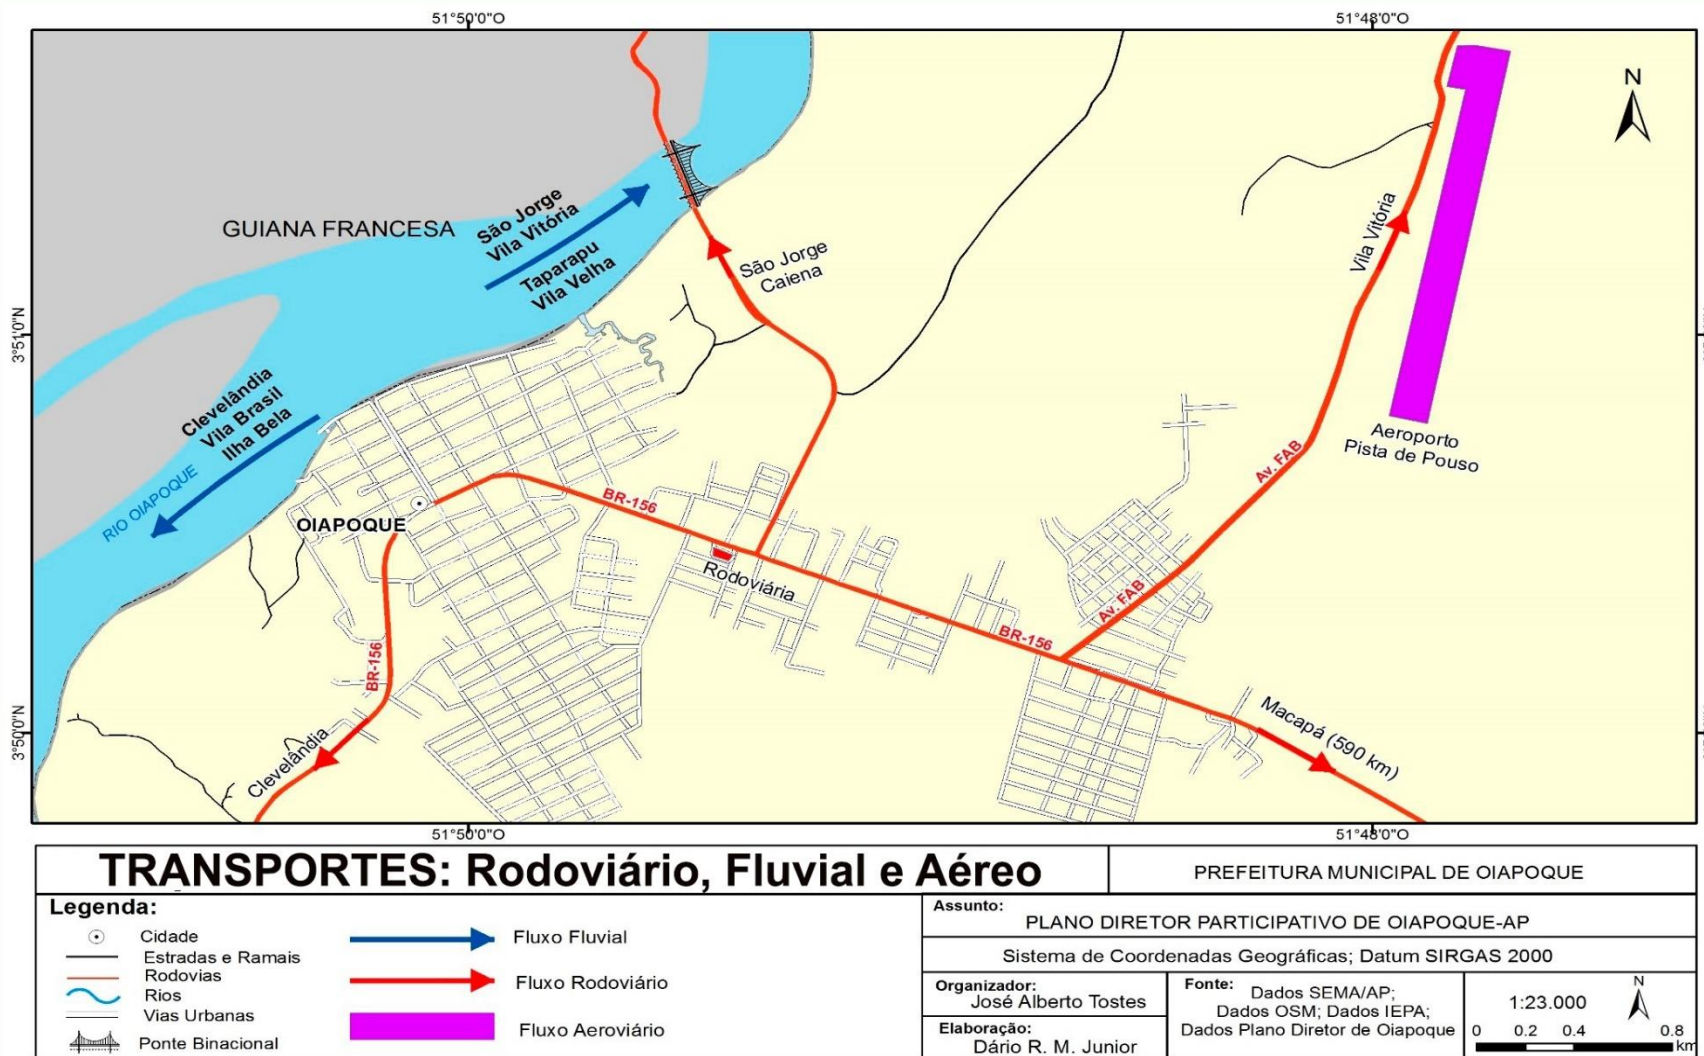 51°50'0"O
51°48'0"O
N
GUIANA FRANCESA
São Jorge
Vila Vitória
Taparapu
Vila Velha
São Jorge
Caiena
Vila Vitória
3°51'0"N
Clevelândia
Vila Brasil
Ilha Bela
RIO OIAPOQUE
Aeroporto
Pista de Pouso
Av. FAB
OIAPOQUE
BR-156
Rodoviária
Av. FAB
BR-156
BR-156
Macapá (590 km)
3°50'0"N
Clevelândia
51°50'0"O
51°48'0"O
TRANSPORTES: Rodoviário, Fluvial e Aéreo
PREFEITURA MUNICIPAL DE OIAPOQUE
Legenda:
Cidade
Estradas e Ramais
Rodovias
Rios
Vias Urbanas
Ponte Binacional
Fluxo Fluvial
Fluxo Rodoviário
Fluxo Aeroviário
Assunto:
PLANO DIRETOR PARTICIPATIVO DE OIAPOQUE-AP
Sistema de Coordenadas Geográficas; Datum SIRGAS 2000
Organizador:
José Alberto Tostes
Elaboração:
Dário R. M. Junior
Fonte: Dados SEMA/AP;
Dados OSM; Dados IEPA;
Dados Plano Diretor de Oiapoque
1:23.000
N
0 0.2 0.4 0.8
km